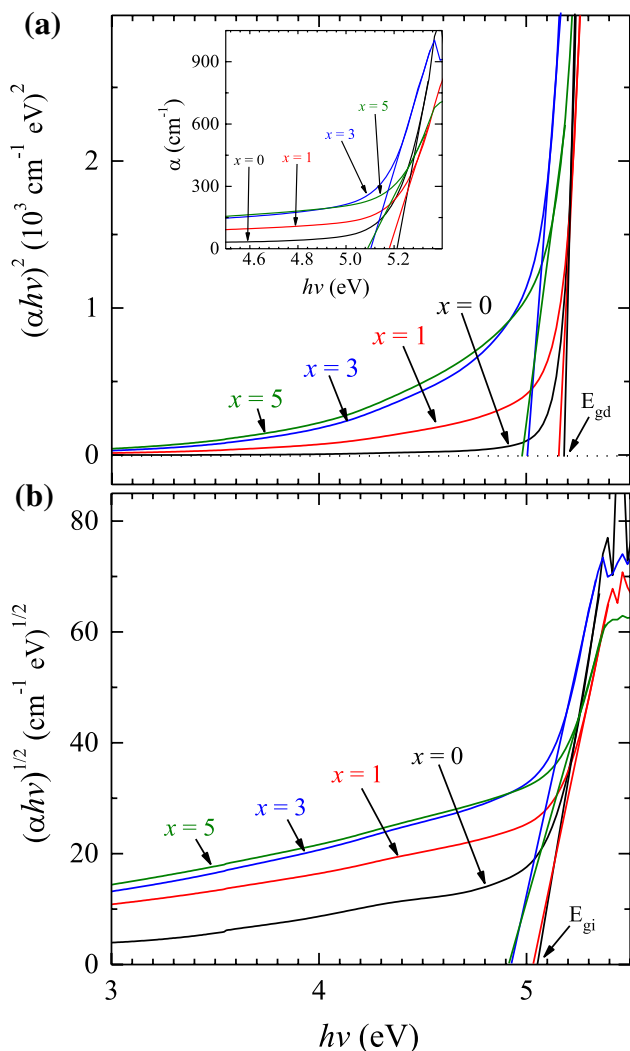 (a)
(αhν)² (10³ cm⁻¹ eV)²
2
1
0
α (cm⁻¹)
900
600
300
0
4.6 4.8 5.0 5.2
hν (eV)
x = 0
x = 1
x = 3
x = 5
x = 0
x = 1
x = 3
x = 5
E_gd
(b)
(αhν)^1/2 (cm⁻¹ eV)^1/2
80
60
40
20
0
x = 0
x = 1
x = 3
x = 5
E_gi
3 4 5
hν (eV)